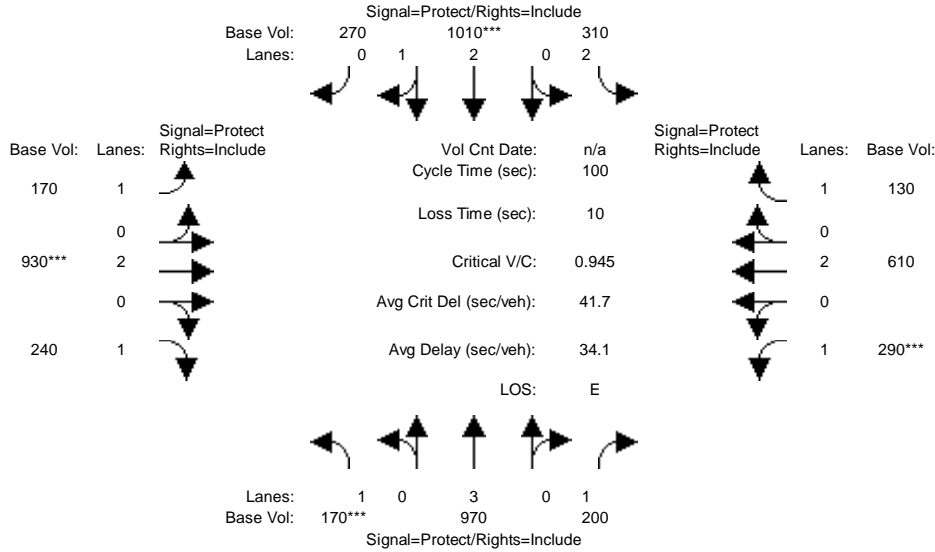 Signal=Protect/Rights=Include
Base Vol: 270 1010*** 310
Lanes: 0 1 2 0 2
Signal=Protect Signal=Protect
Base Vol: Lanes: Rights=Include Vol Cnt Date: n/a Rights=Include Lanes: Base Vol:
Cycle Time (sec): 100
170 1 1 130
Loss Time (sec): 10
0 0
930*** 2 Critical V/C: 0.945 2 610
0 Avg Crit Del (sec/veh): 41.7 0
240 1 Avg Delay (sec/veh): 34.1 1 290***
LOS: E
Lanes: 1 0 3 0 1
Base Vol: 170*** 970 200
Signal=Protect/Rights=Include